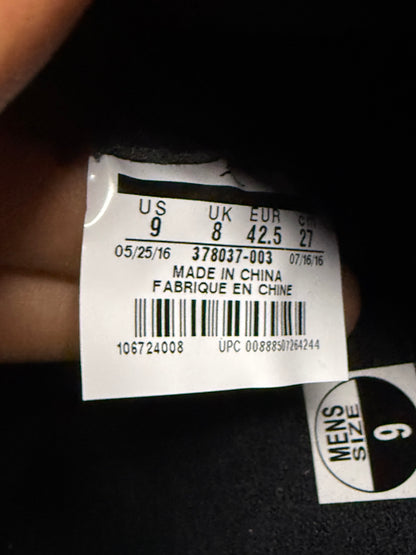 US UK EUR cm
9 8 42.5 27
05/25/16 378037-003 07/16/16
MADE IN CHINA
FABRIQUE EN CHINE
106724008 UPC 00888507264244
MENS
SIZE
9